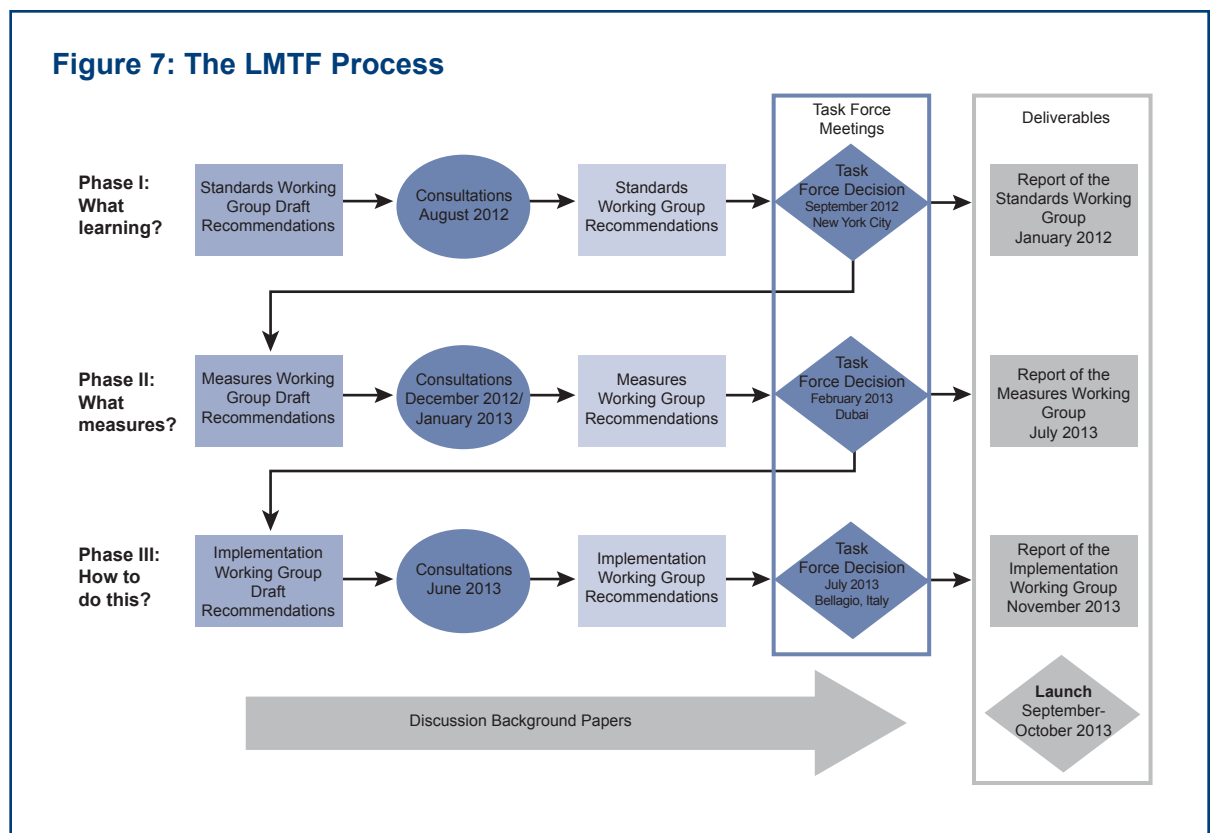 Figure 7: The LMTF Process
Task Force
Meetings
Deliverables
Phase I:
What
learning?
Standards Working
Group Draft
Recommendations
Consultations
August 2012
Standards
Working Group
Recommendations
Task
Force Decision
September 2012
New York City
Report of the
Standards Working
Group
January 2012
Phase II:
What
measures?
Measures Working
Group Draft
Recommendations
Consultations
December 2012/
January 2013
Measures
Working Group
Recommendations
Task
Force Decision
February 2013
Dubai
Report of the
Measures Working
Group
July 2013
Phase III:
How to
do this?
Implementation
Working Group
Draft
Recommendations
Consultations
June 2013
Implementation
Working Group
Recommendations
Task
Force Decision
July 2013
Bellagio, Italy
Report of the
Implementation
Working Group
November 2013
Discussion Background Papers
Launch
September-
October 2013